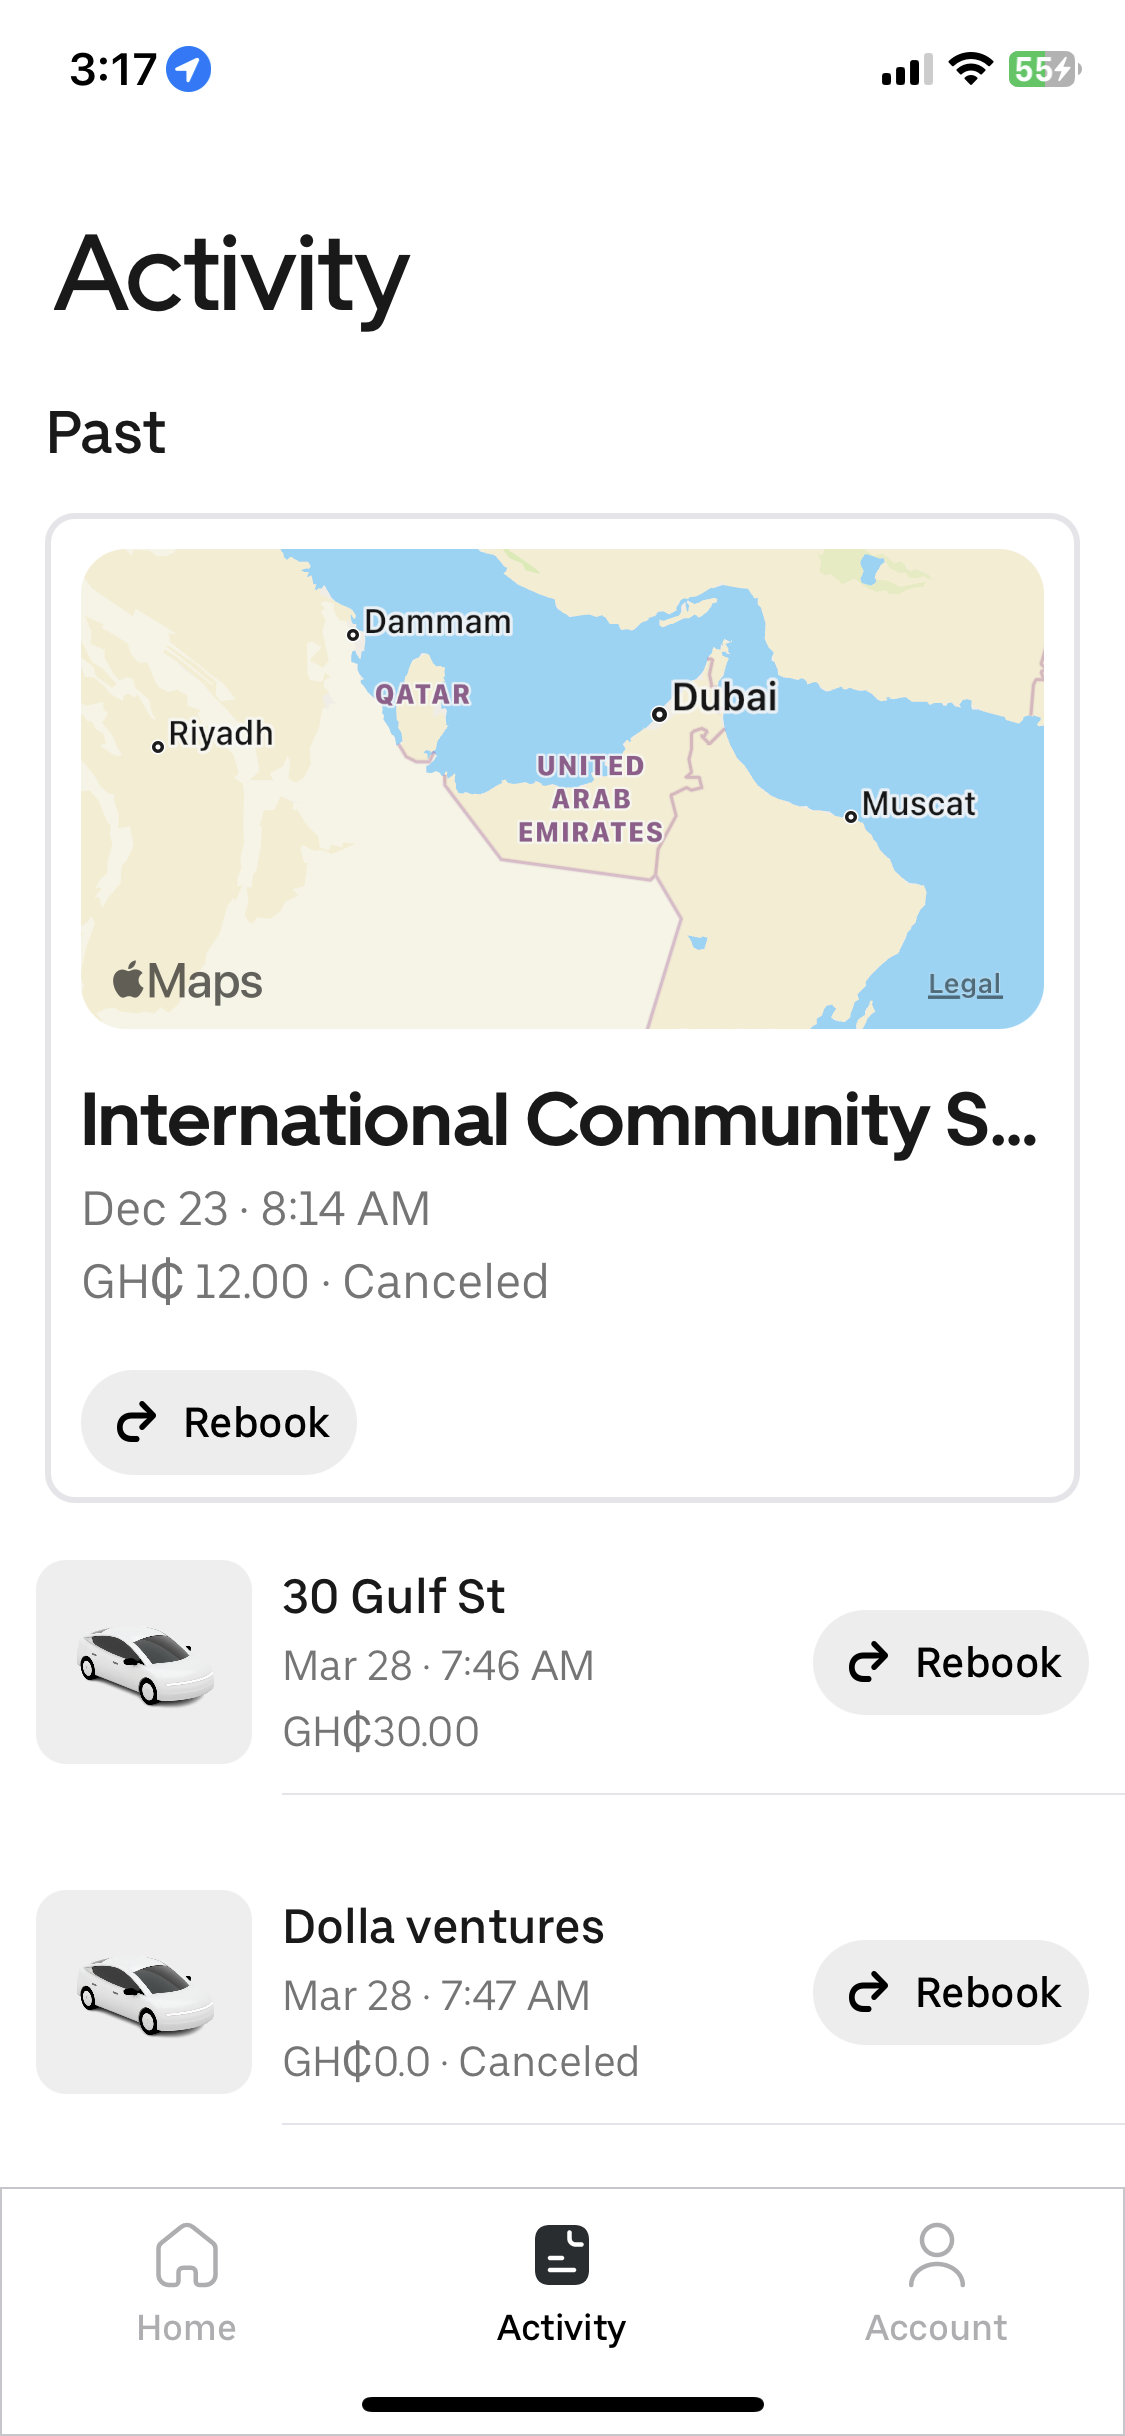 3:17
55
Activity
Past
Dammam
QATAR
Dubai
Riyadh
UNITED
ARAB
EMIRATES
Muscat
Maps
Legal
International Community S...
Dec 23 · 8:14 AM
GH₵ 12.00 · Canceled
Rebook
30 Gulf St
Mar 28 · 7:46 AM
Rebook
GH₵30.00
Dolla ventures
Mar 28 · 7:47 AM
Rebook
GH₵0.0 · Canceled
Home
Activity
Account